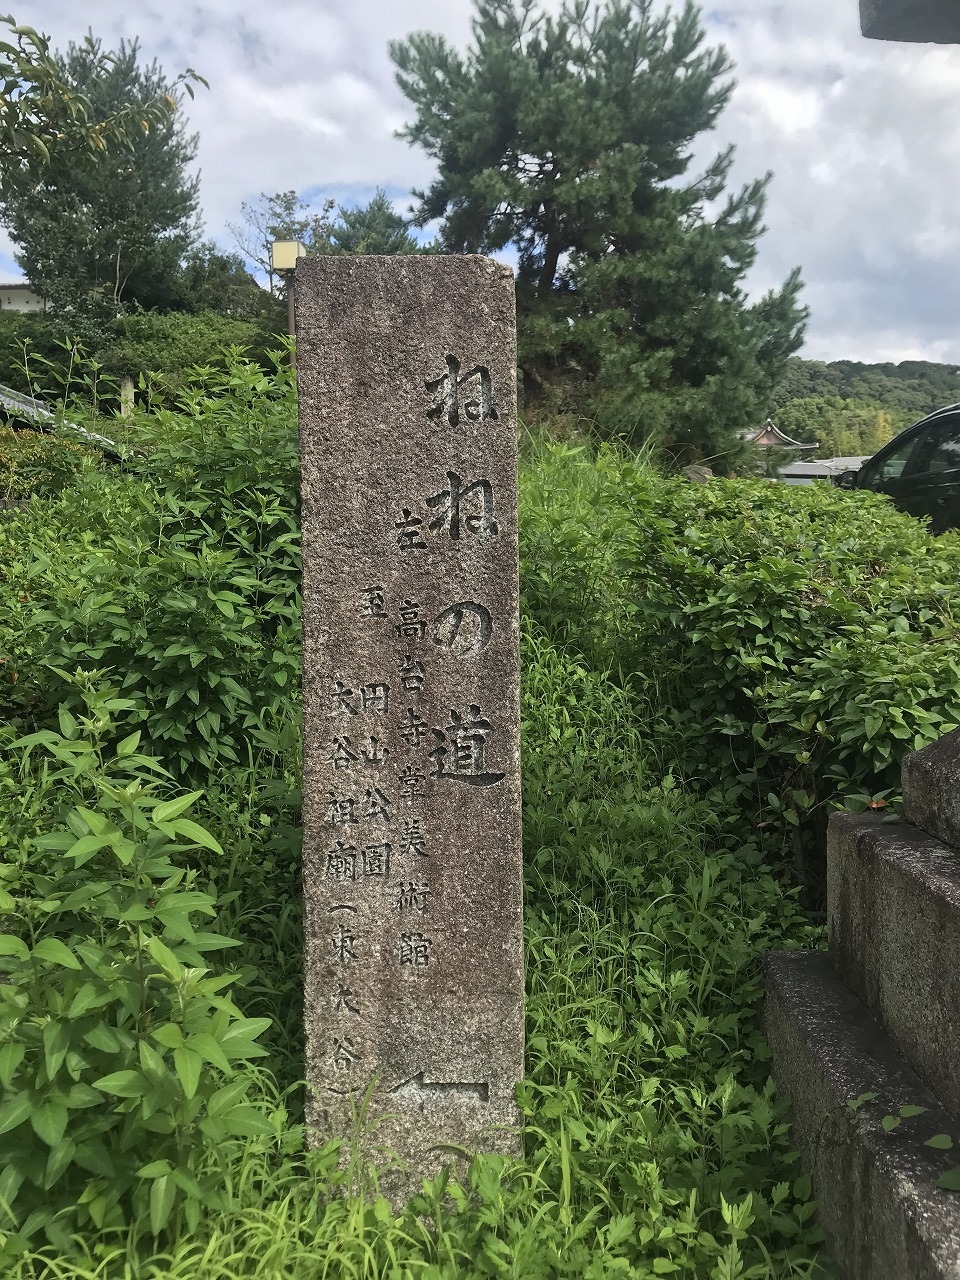 ねねの道
左 高台寺 掌美術館
至 円山公園
大谷祖廟(東大谷)